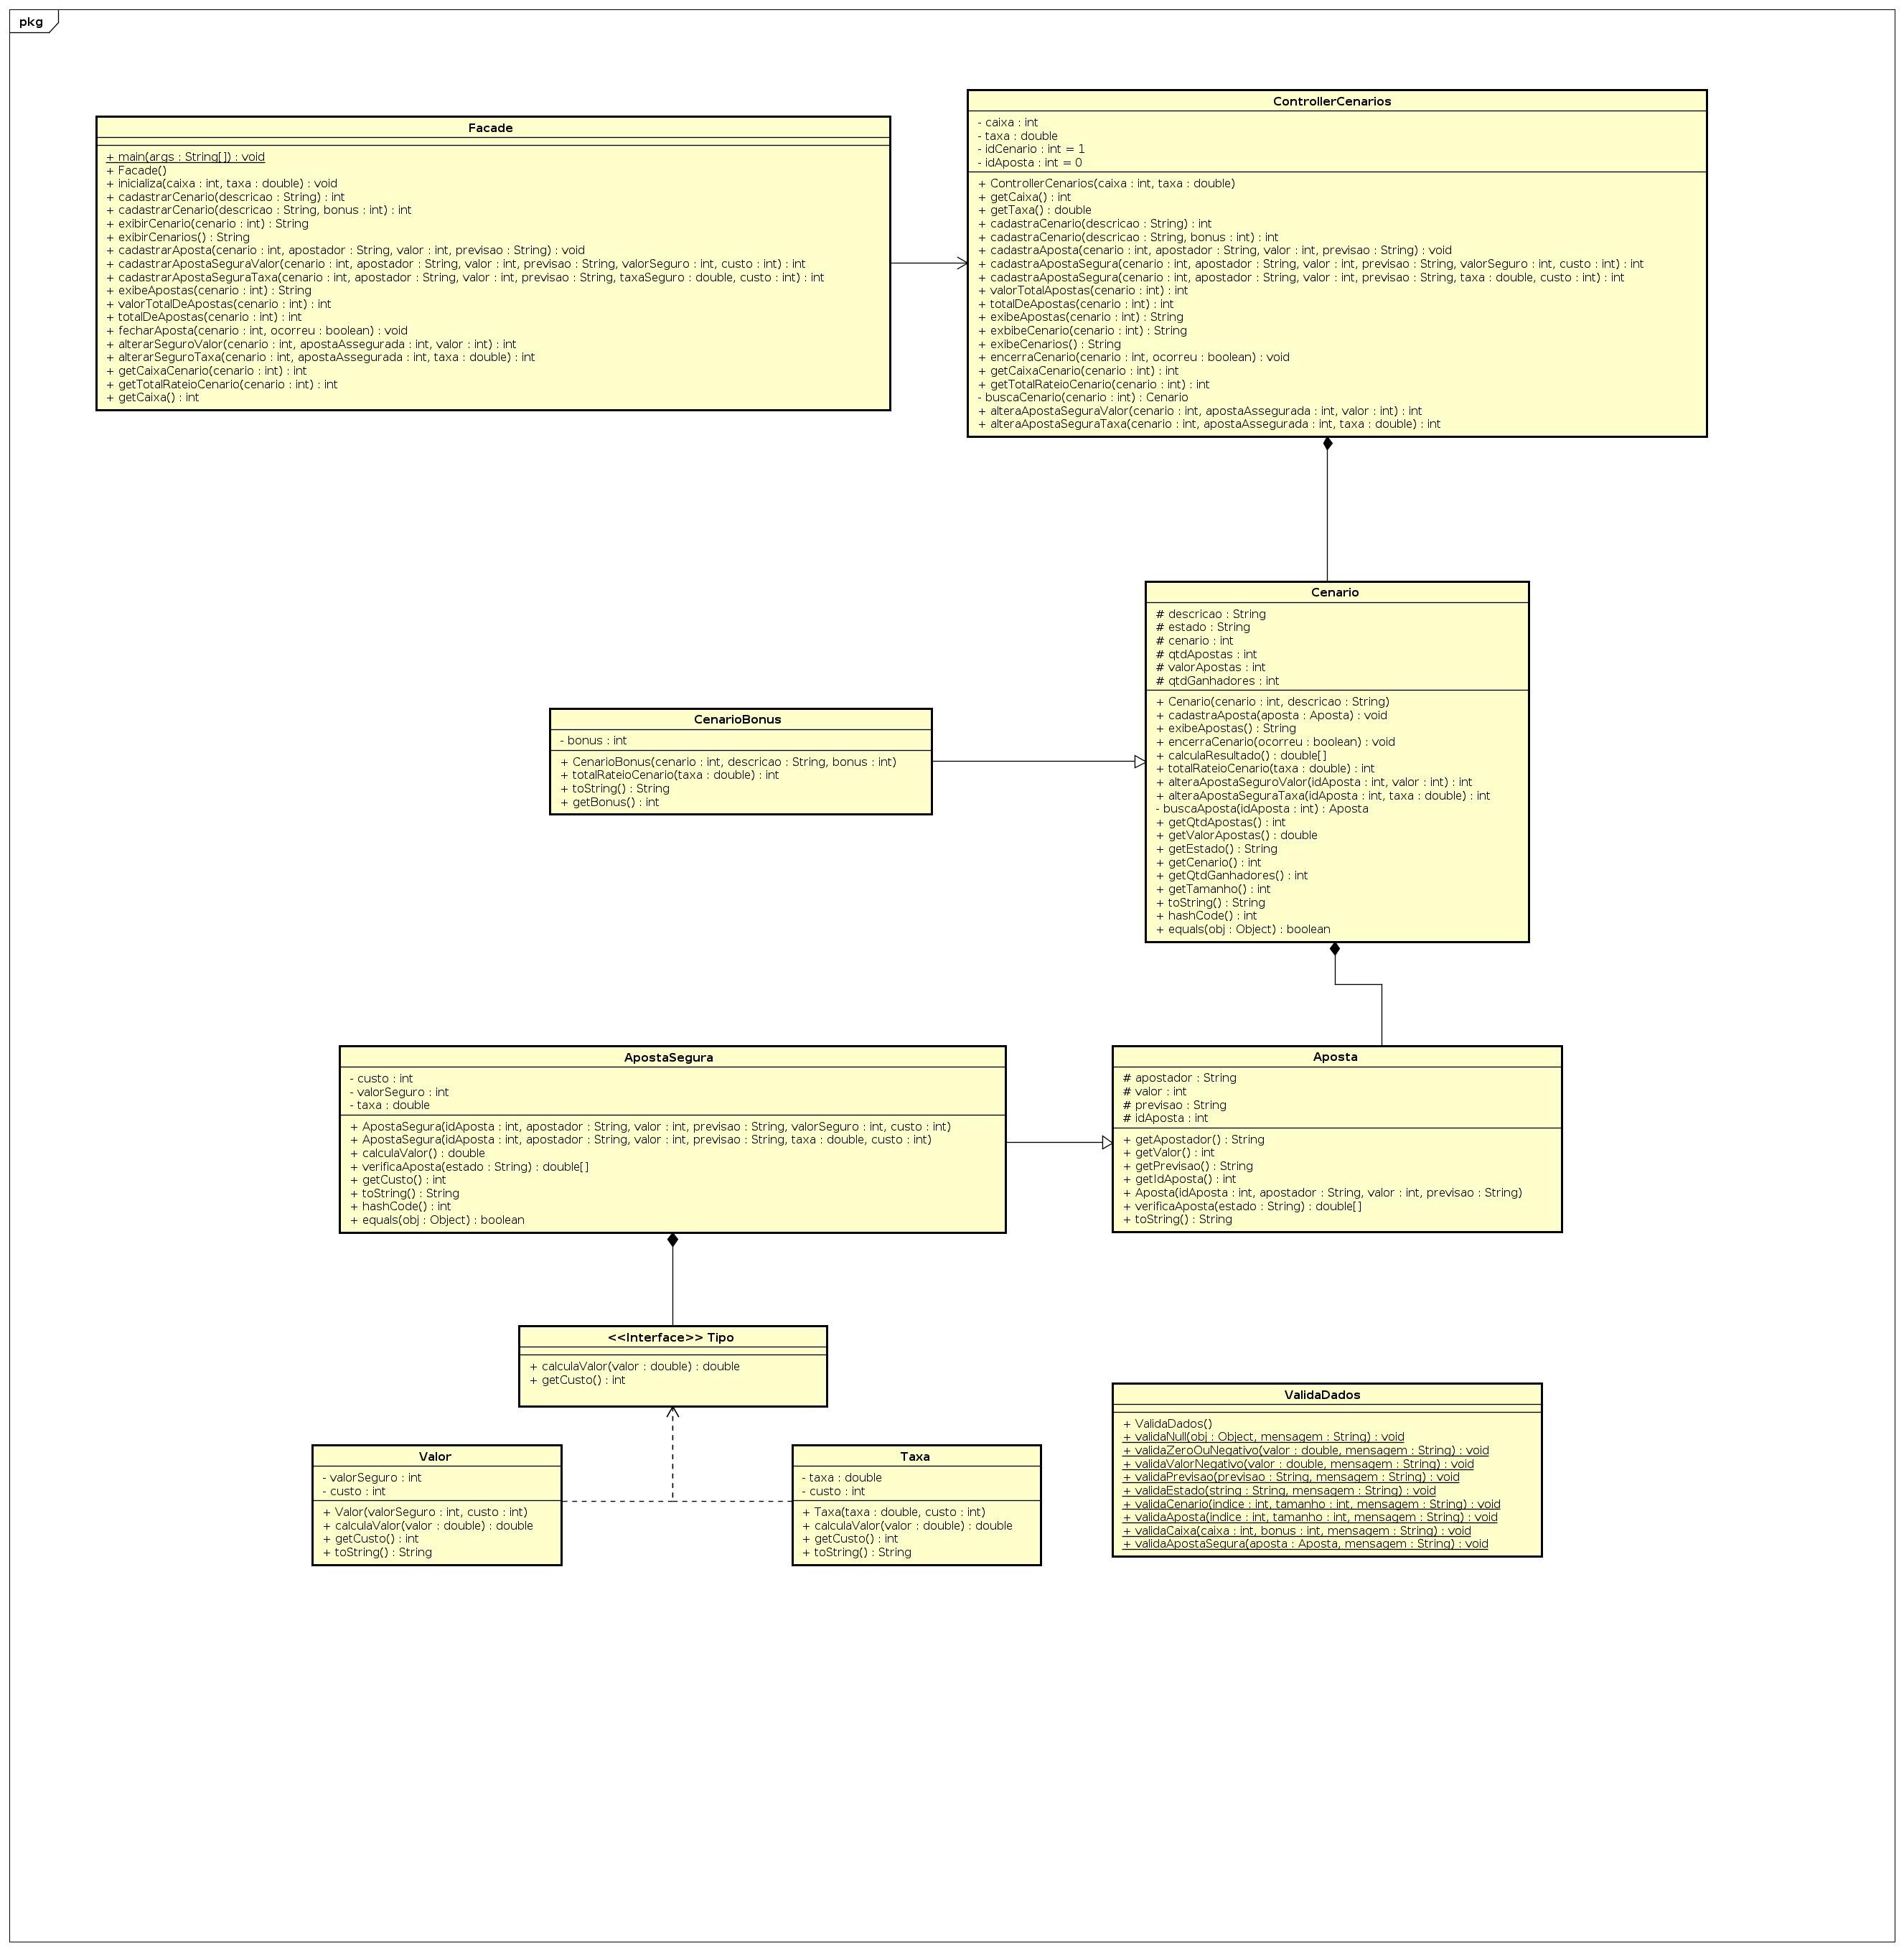 pkg
Facade
+ main(args : String[]) : void
+ Facade()
+ inicializa(caixa : int, taxa : double) : void
+ cadastrarCenario(descricao : String) : int
+ cadastrarCenario(descricao : String, bonus : int) : int
+ exibirCenario(cenario : int) : String
+ exibirCenarios() : String
+ cadastrarAposta(cenario : int, apostador : String, valor : int, previsao : String) : void
+ cadastrarApostaSeguraValor(cenario : int, apostador : String, valor : int, previsao : String, valorSeguro : int, custo : int) : int
+ cadastrarApostaSeguraTaxa(cenario : int, apostador : String, valor : int, previsao : String, taxaSeguro : double, custo : int) : int
+ exibeApostas(cenario : int) : String
+ valorTotalDeApostas(cenario : int) : int
+ totalDeApostas(cenario : int) : int
+ fecharAposta(cenario : int, ocorreu : boolean) : void
+ alterarSeguroValor(cenario : int, apostaAssegurada : int, valor : int) : int
+ alterarSeguroTaxa(cenario : int, apostaAssegurada : int, taxa : double) : int
+ getCaixaCenario(cenario : int) : int
+ getTotalRateioCenario(cenario : int) : int
+ getCaixa() : int
ControllerCenarios
- caixa : int
- taxa : double
- idCenario : int = 1
- idAposta : int = 0
+ ControllerCenarios(caixa : int, taxa : double)
+ getCaixa() : int
+ getTaxa() : double
+ cadastraCenario(descricao : String) : int
+ cadastraCenario(descricao : String, bonus : int) : int
+ cadastraAposta(cenario : int, apostador : String, valor : int, previsao : String) : void
+ cadastraApostaSegura(cenario : int, apostador : String, valor : int, previsao : String, valorSeguro : int, custo : int) : int
+ cadastraApostaSegura(cenario : int, apostador : String, valor : int, previsao : String, taxa : double, custo : int) : int
+ valorTotalApostas(cenario : int) : int
+ totalDeApostas(cenario : int) : int
+ exibeApostas(cenario : int) : String
+ exbibeCenario(cenario : int) : String
+ exibeCenarios() : String
+ encerraCenario(cenario : int, ocorreu : boolean) : void
+ getCaixaCenario(cenario : int) : int
+ getTotalRateioCenario(cenario : int) : int
- buscaCenario(cenario : int) : Cenario
+ alteraApostaSeguraValor(cenario : int, apostaAssegurada : int, valor : int) : int
+ alteraApostaSeguraTaxa(cenario : int, apostaAssegurada : int, taxa : double) : int
Cenario
# descricao : String
# estado : String
# cenario : int
# qtdApostas : int
# valorApostas : int
# qtdGanhadores : int
+ Cenario(cenario : int, descricao : String)
+ cadastraAposta(aposta : Aposta) : void
+ exibeApostas() : String
+ encerraCenario(ocorreu : boolean) : void
+ calculaResultado() : double[]
+ totalRateioCenario(taxa : double) : int
+ alteraApostaSeguroValor(idAposta : int, valor : int) : int
+ alteraApostaSeguraTaxa(idAposta : int, taxa : double) : int
- buscaAposta(idAposta : int) : Aposta
+ getQtdApostas() : int
+ getValorApostas() : double
+ getEstado() : String
+ getCenario() : int
+ getQtdGanhadores() : int
+ getTamanho() : int
+ toString() : String
+ hashCode() : int
+ equals(obj : Object) : boolean
CenarioBonus
- bonus : int
+ CenarioBonus(cenario : int, descricao : String, bonus : int)
+ totalRateioCenario(taxa : double) : int
+ toString() : String
+ getBonus() : int
ApostaSegura
- custo : int
- valorSeguro : int
- taxa : double
+ ApostaSegura(idAposta : int, apostador : String, valor : int, previsao : String, valorSeguro : int, custo : int)
+ ApostaSegura(idAposta : int, apostador : String, valor : int, previsao : String, taxa : double, custo : int)
+ calculaValor() : double
+ verificaAposta(estado : String) : double[]
+ getCusto() : int
+ toString() : String
+ hashCode() : int
+ equals(obj : Object) : boolean
Aposta
# apostador : String
# valor : int
# previsao : String
# idAposta : int
+ getApostador() : String
+ getValor() : int
+ getPrevisao() : String
+ getIdAposta() : int
+ Aposta(idAposta : int, apostador : String, valor : int, previsao : String)
+ verificaAposta(estado : String) : double[]
+ toString() : String
<<Interface>> Tipo
+ calculaValor(valor : double) : double
+ getCusto() : int
Valor
- valorSeguro : int
- custo : int
+ Valor(valorSeguro : int, custo : int)
+ calculaValor(valor : double) : double
+ getCusto() : int
+ toString() : String
Taxa
- taxa : double
- custo : int
+ Taxa(taxa : double, custo : int)
+ calculaValor(valor : double) : double
+ getCusto() : int
+ toString() : String
ValidaDados
+ ValidaDados()
+ validaNull(obj : Object, mensagem : String) : void
+ validaZeroOuNegativo(valor : double, mensagem : String) : void
+ validaValorNegativo(valor : double, mensagem : String) : void
+ validaPrevisao(previsao : String, mensagem : String) : void
+ validaEstado(string : String, mensagem : String) : void
+ validaCenario(indice : int, tamanho : int, mensagem : String) : void
+ validaAposta(indice : int, tamanho : int, mensagem : String) : void
+ validaCaixa(caixa : int, bonus : int, mensagem : String) : void
+ validaApostaSegura(aposta : Aposta, mensagem : String) : void